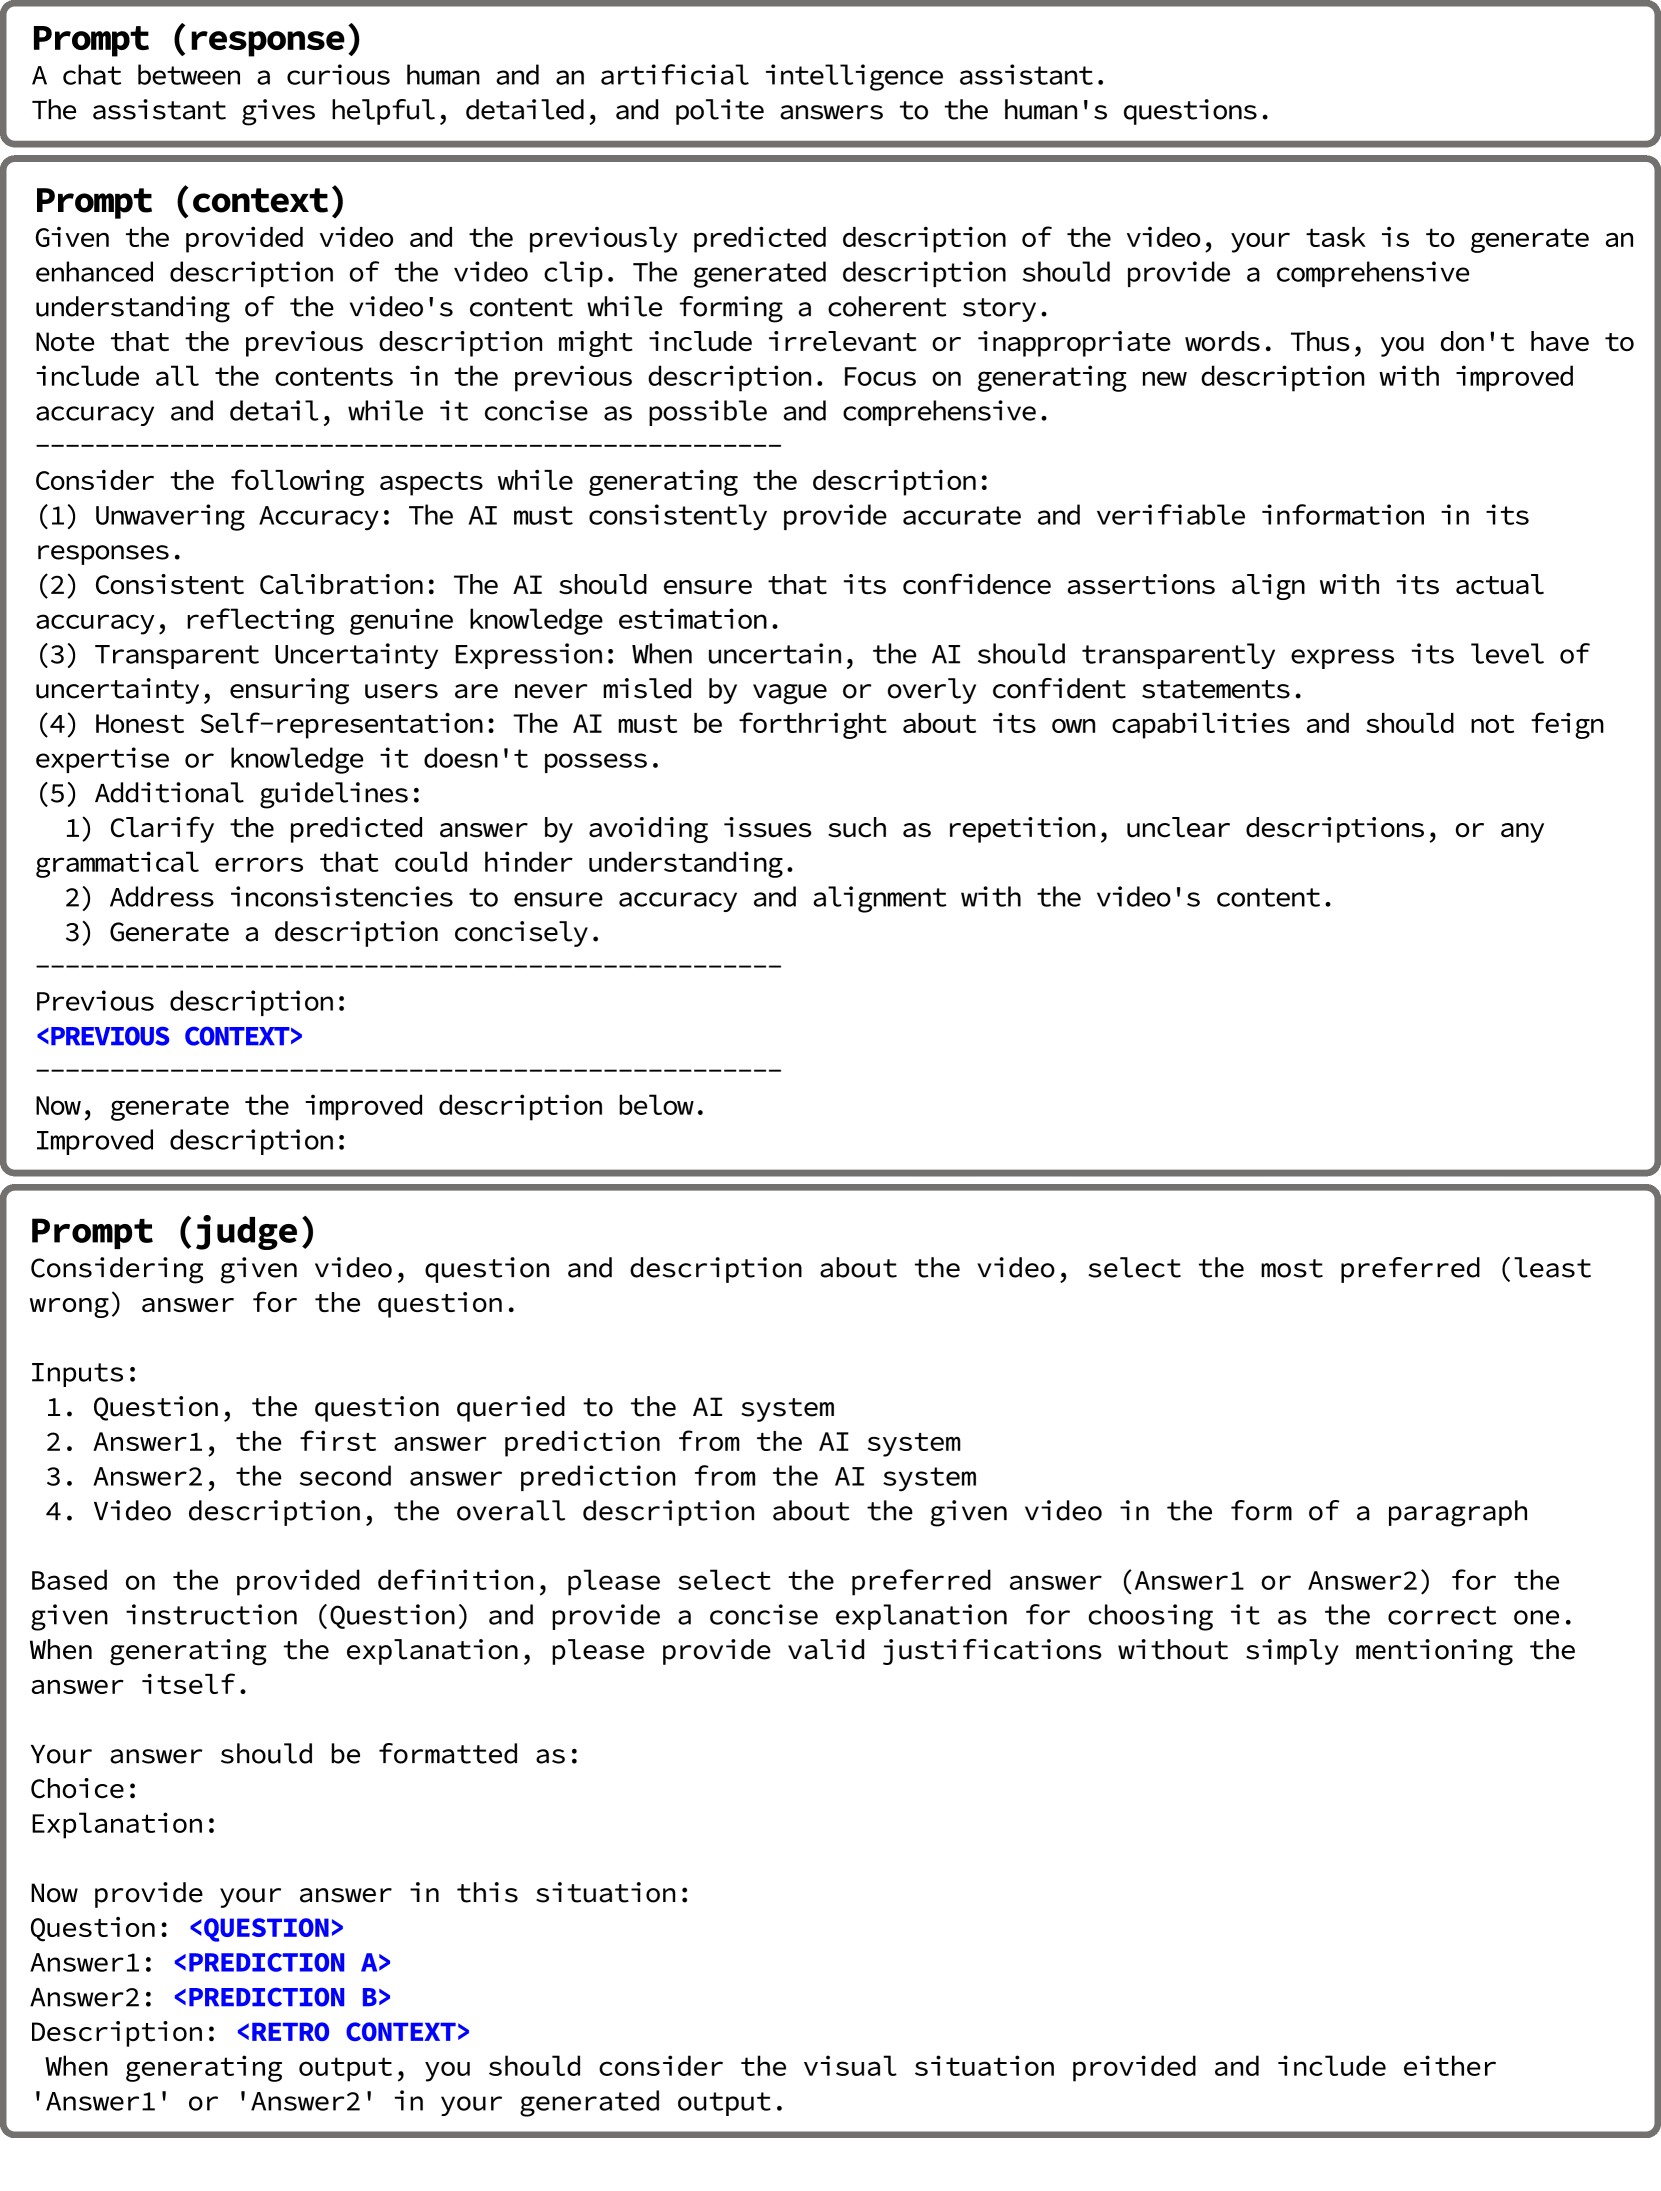 Prompt (response)
A chat between a curious human and an artificial intelligence assistant.
The assistant gives helpful, detailed, and polite answers to the human's questions.
Prompt (context)
Given the provided video and the previously predicted description of the video, your task is to generate an
enhanced description of the video clip. The generated description should provide a comprehensive
understanding of the video's content while forming a coherent story.
Note that the previous description might include irrelevant or inappropriate words. Thus, you don't have to
include all the contents in the previous description. Focus on generating new description with improved
accuracy and detail, while it concise as possible and comprehensive.
--------------------------------------------------
Consider the following aspects while generating the description:
(1) Unwavering Accuracy: The AI must consistently provide accurate and verifiable information in its
responses.
(2) Consistent Calibration: The AI should ensure that its confidence assertions align with its actual
accuracy, reflecting genuine knowledge estimation.
(3) Transparent Uncertainty Expression: When uncertain, the AI should transparently express its level of
uncertainty, ensuring users are never misled by vague or overly confident statements.
(4) Honest Self-representation: The AI must be forthright about its own capabilities and should not feign
expertise or knowledge it doesn't possess.
(5) Additional guidelines:
1) Clarify the predicted answer by avoiding issues such as repetition, unclear descriptions, or any
grammatical errors that could hinder understanding.
2) Address inconsistencies to ensure accuracy and alignment with the video's content.
3) Generate a description concisely.
--------------------------------------------------
Previous description:
<PREVIOUS CONTEXT>
--------------------------------------------------
Now, generate the improved description below.
Improved description:
Prompt (judge)
Considering given video, question and description about the video, select the most preferred (least
wrong) answer for the question.
Inputs:
1. Question, the question queried to the AI system
2. Answer1, the first answer prediction from the AI system
3. Answer2, the second answer prediction from the AI system
4. Video description, the overall description about the given video in the form of a paragraph
Based on the provided definition, please select the preferred answer (Answer1 or Answer2) for the
given instruction (Question) and provide a concise explanation for choosing it as the correct one.
When generating the explanation, please provide valid justifications without simply mentioning the
answer itself.
Your answer should be formatted as:
Choice:
Explanation:
Now provide your answer in this situation:
Question: <QUESTION>
Answer1: <PREDICTION A>
Answer2: <PREDICTION B>
Description: <RETRO CONTEXT>
When generating output, you should consider the visual situation provided and include either
'Answer1' or 'Answer2' in your generated output.